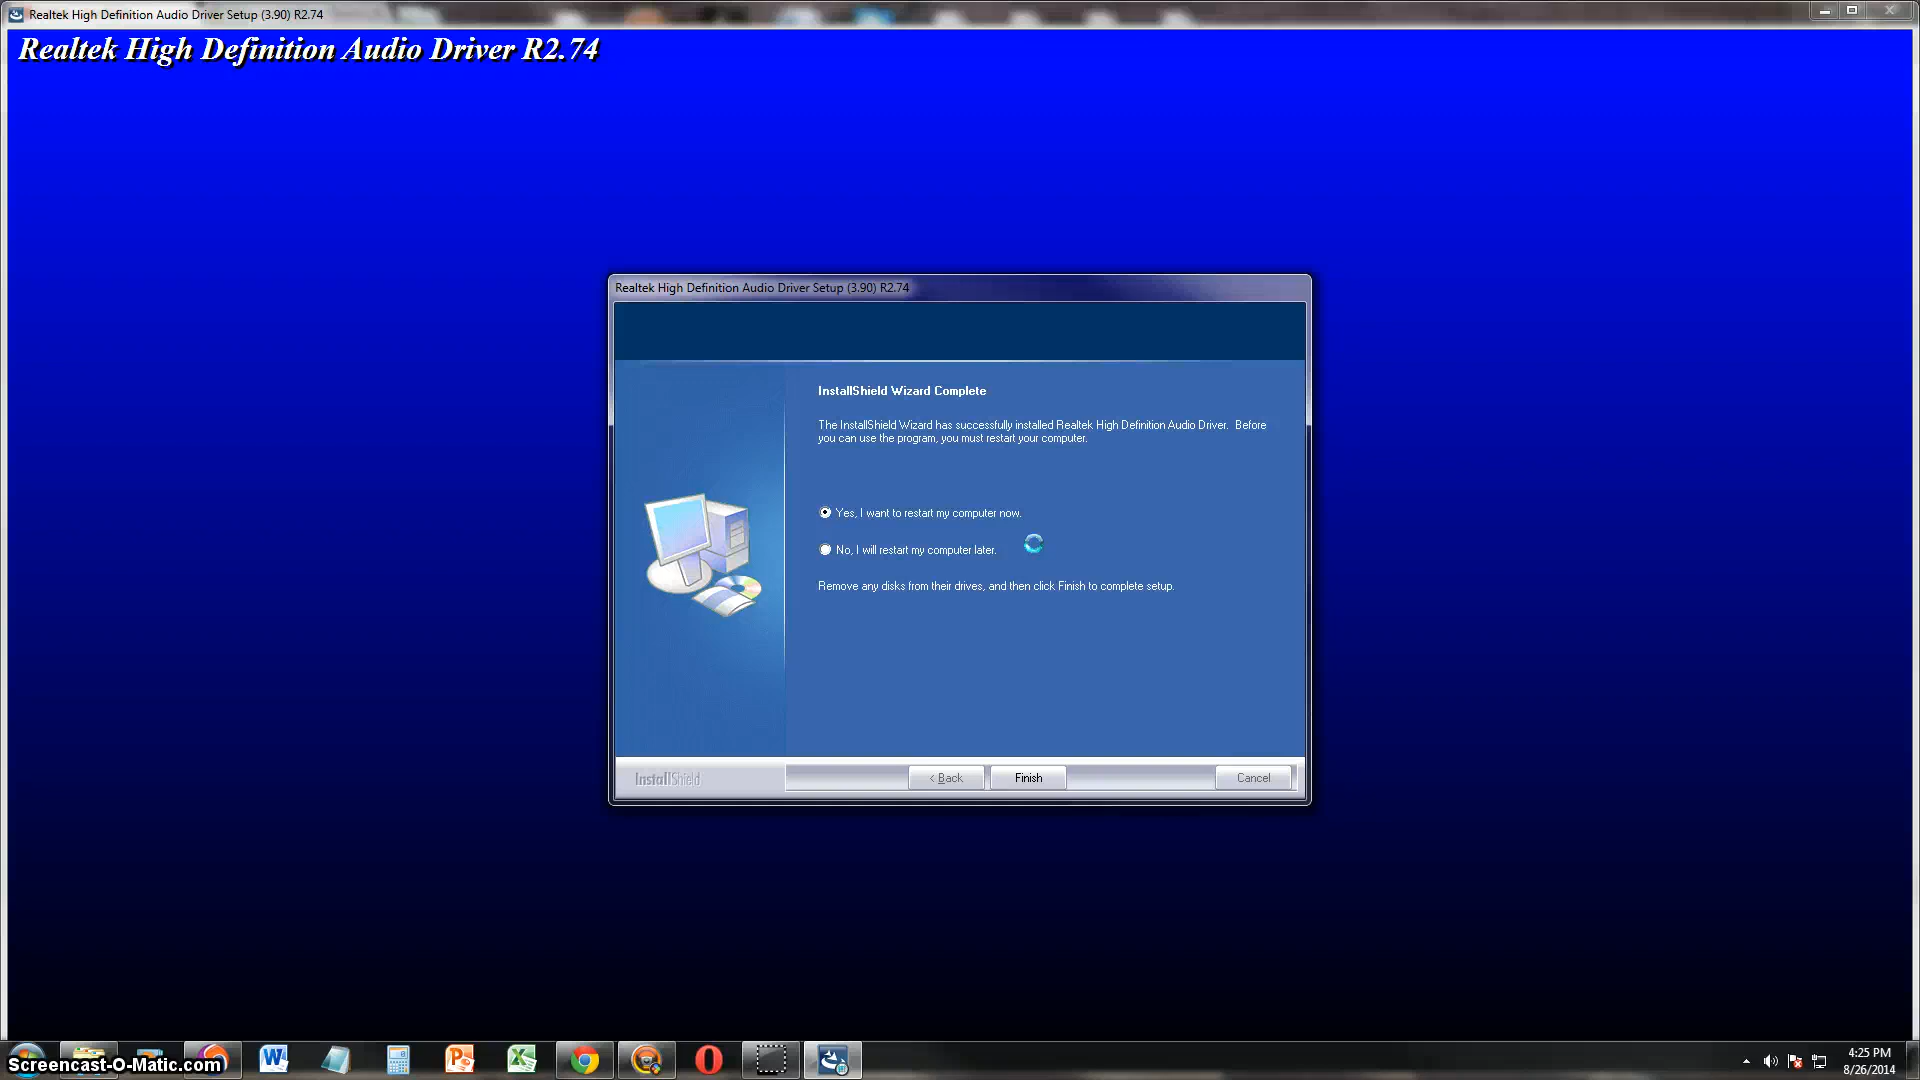 Realtek High Definition Audio Driver Setup (3.90) R2.74
Realtek High Definition Audio Driver R2.74
Realtek High Definition Audio Driver Setup (3.90) R2.74
InstallShield Wizard Complete
The InstallShield Wizard has successfully installed Realtek High Definition Audio Driver. Before
you can use the program, you must restart your computer.
Yes, I want to restart my computer now.
No, I will restart my computer later.
Remove any disks from their drives, and then click Finish to complete setup.
InstallShield
< Back
Finish
Cancel
Screencast-O-Matic.com
4:25 PM
8/26/2014